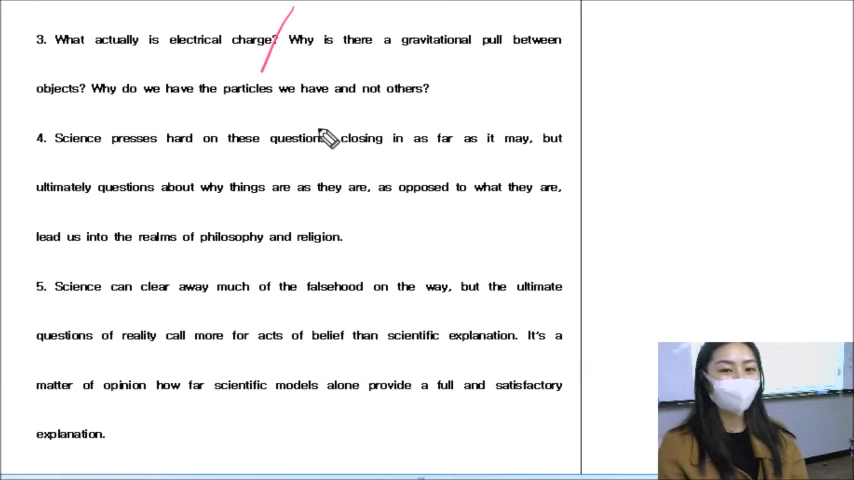 3. What actually is electrical charge? Why is there a gravitational pull between
objects? Why do we have the particles we have and not others?
4. Science presses hard on these questions closing in as far as it may, but
ultimately questions about why things are as they are, as opposed to what they are,
lead us into the realms of philosophy and religion.
5. Science can clear away much of the falsehood on the way, but the ultimate
questions of reality call more for acts of belief than scientific explanation. It's a
matter of opinion how far scientific models alone provide a full and satisfactory
explanation.